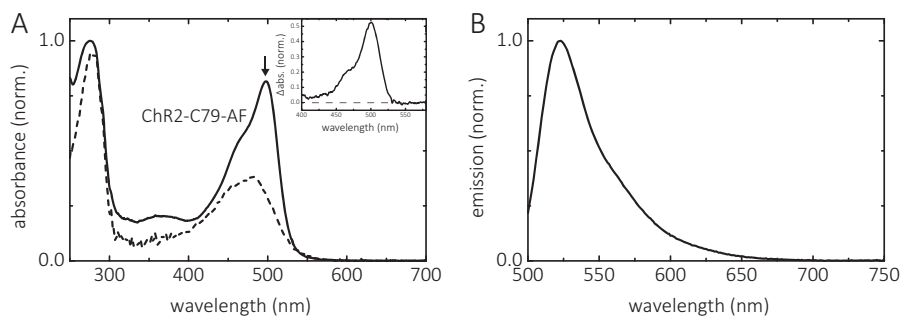 A
absorbance (norm.)
1.0
0.0
300
400
500
600
700
wavelength (nm)
ChR2-C79-AF
Δabs. (norm.)
0.5
0.4
0.3
0.2
0.1
0.0
400
450
500
550
wavelength (nm)
B
emission (norm.)
1.0
0.0
500
550
600
650
700
750
wavelength (nm)